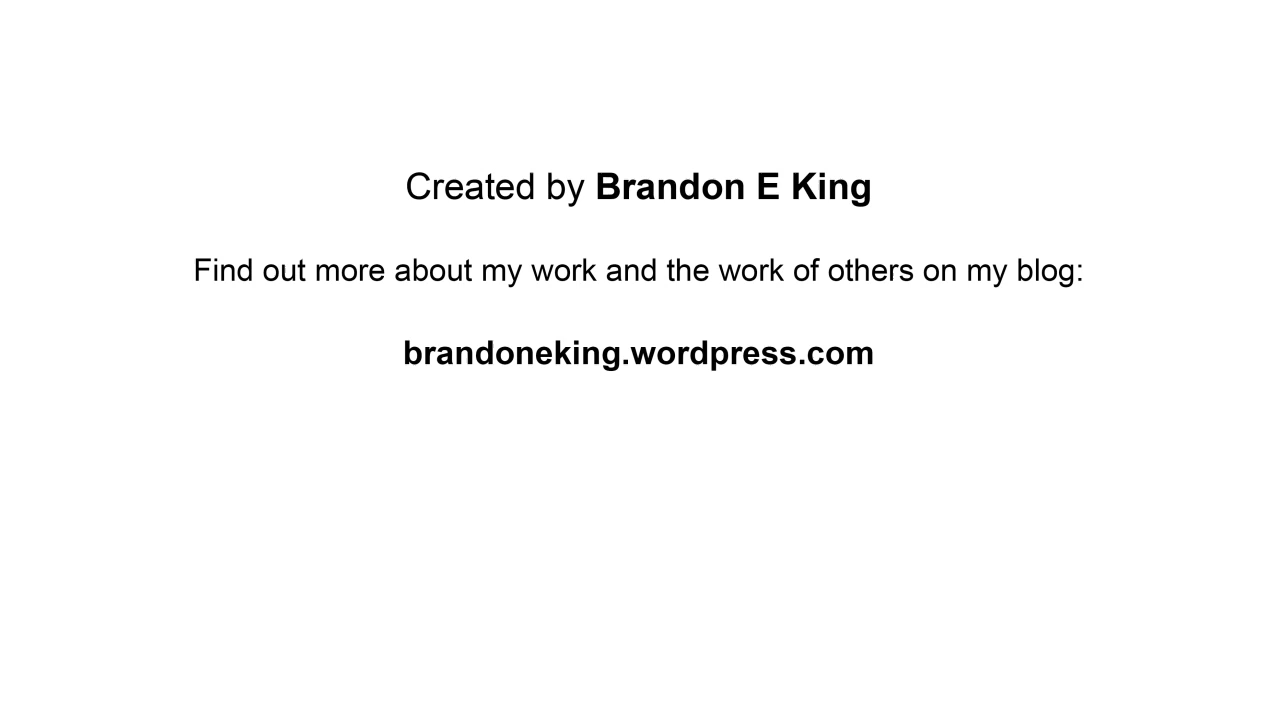 Created by Brandon E King
Find out more about my work and the work of others on my blog:
brandoneking.wordpress.com